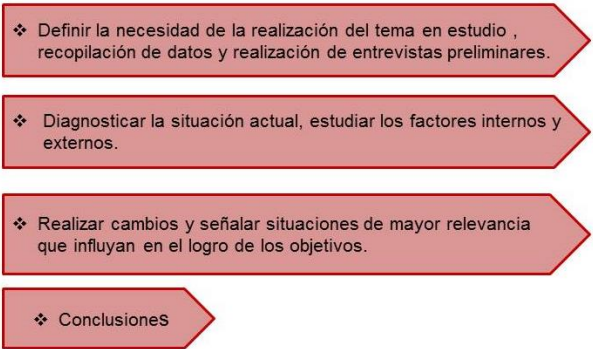 ❖ Definir la necesidad de la realización del tema en estudio ,
recopilación de datos y realización de entrevistas preliminares.
❖ Diagnosticar la situación actual, estudiar los factores internos y
externos.
❖ Realizar cambios y señalar situaciones de mayor relevancia
que influyan en el logro de los objetivos.
❖ Conclusiones